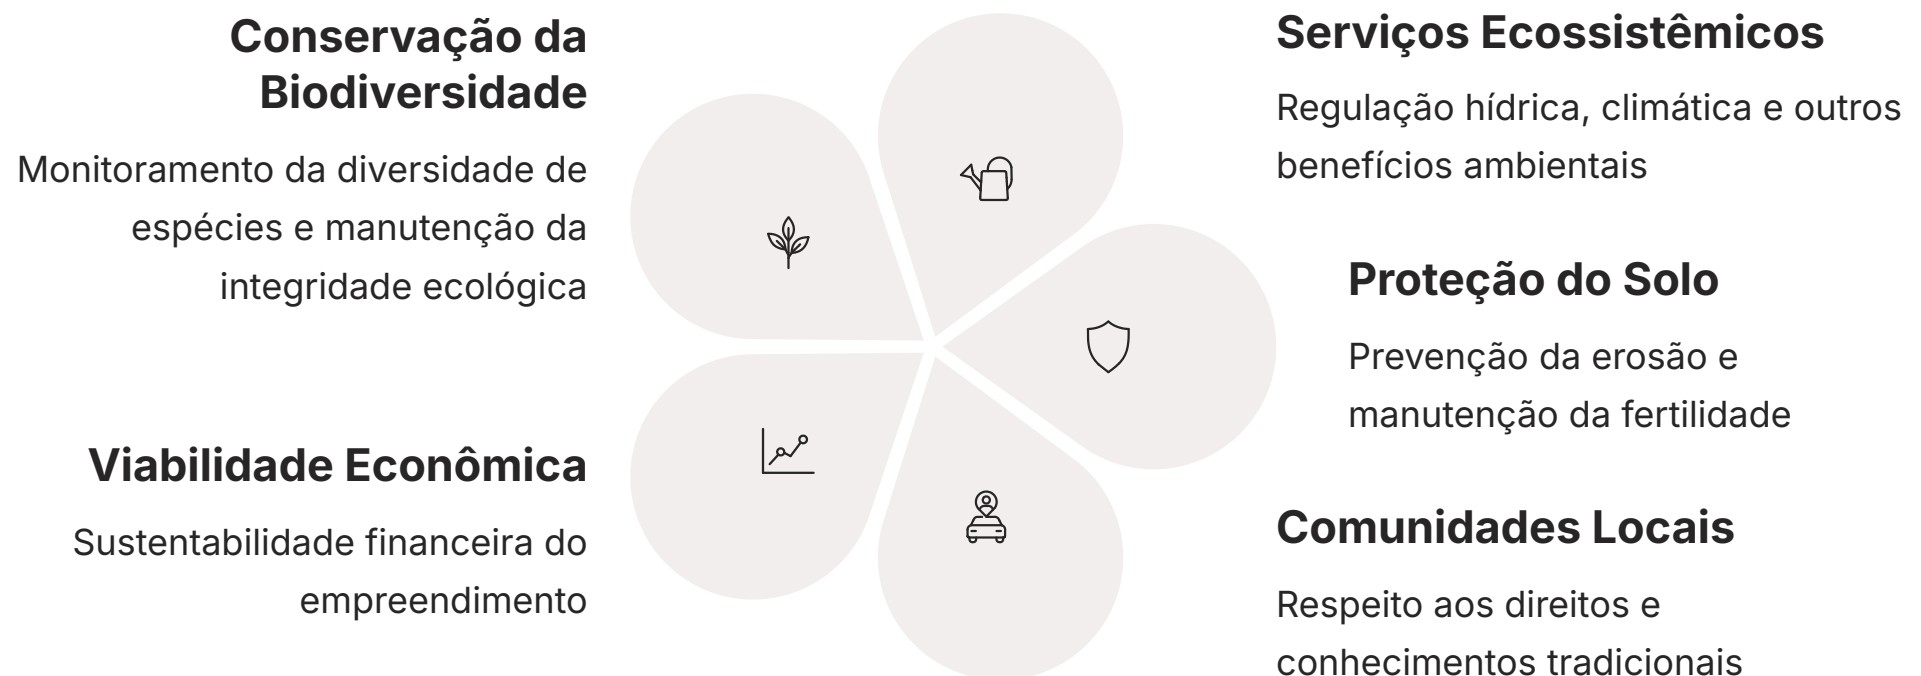 Conservação da
Biodiversidade
Monitoramento da diversidade de
espécies e manutenção da
integridade ecológica
Serviços Ecossistêmicos
Regulação hídrica, climática e outros
benefícios ambientais
Proteção do Solo
Prevenção da erosão e
manutenção da fertilidade
Comunidades Locais
Respeito aos direitos e
conhecimentos tradicionais
Viabilidade Econômica
Sustentabilidade financeira do
empreendimento